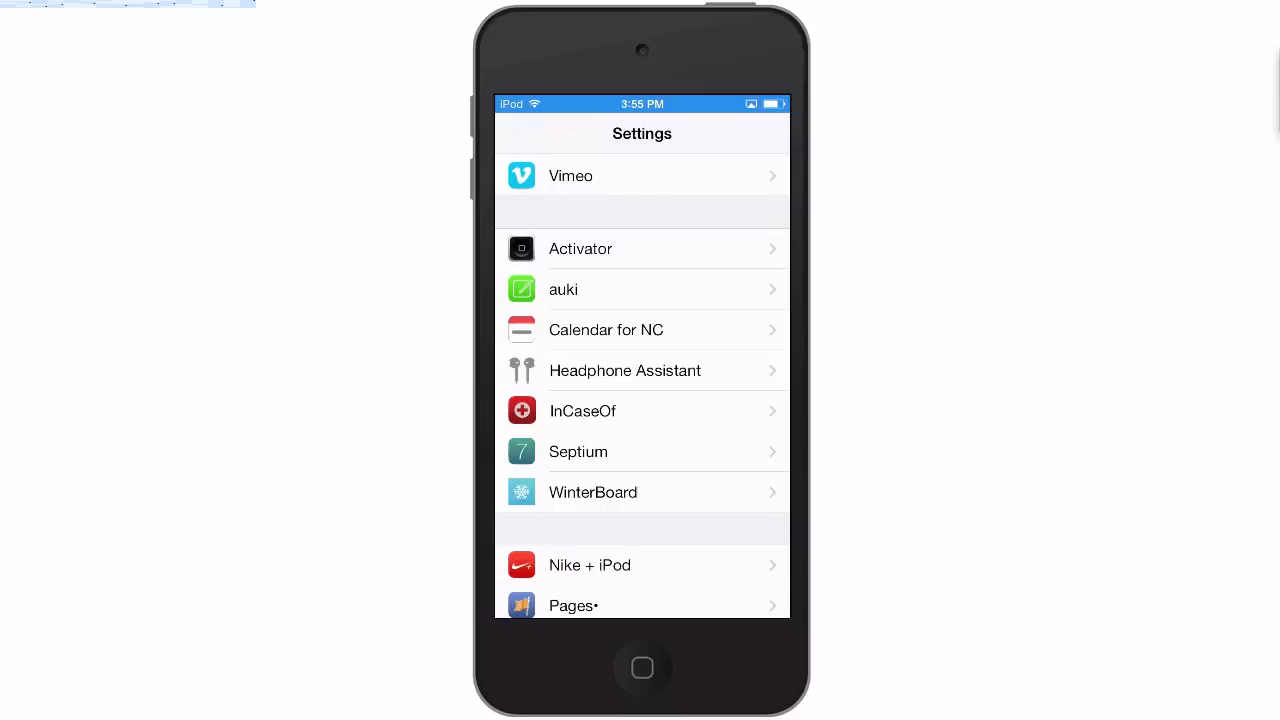 iPod 3:55 PM
Settings
Vimeo
Activator
auki
Calendar for NC
Headphone Assistant
InCaseOf
7 Septium
WinterBoard
Nike + iPod
Pages•